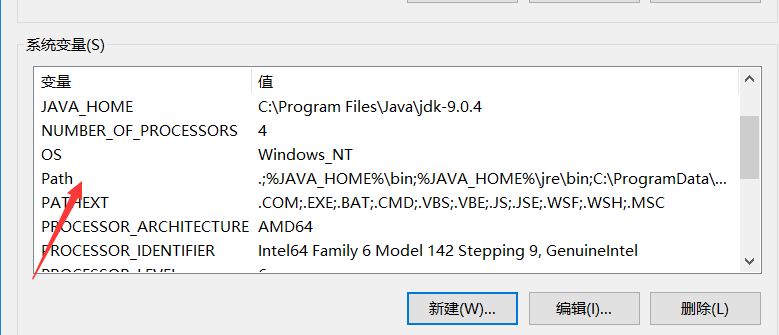 系统变量(S)
变量 值
JAVA_HOME C:\Program Files\Java\jdk-9.0.4
NUMBER_OF_PROCESSORS 4
OS Windows_NT
Path .;%JAVA_HOME%\bin;%JAVA_HOME%\jre\bin;C:\ProgramData\...
PATHEXT .COM;.EXE;.BAT;.CMD;.VBS;.VBE;.JS;.JSE;.WSF;.WSH;.MSC
PROCESSOR_ARCHITECTURE AMD64
PROCESSOR_IDENTIFIER Intel64 Family 6 Model 142 Stepping 9, GenuineIntel
PROCESSOR_LEVEL 6
新建(W)... 编辑(I)... 删除(L)